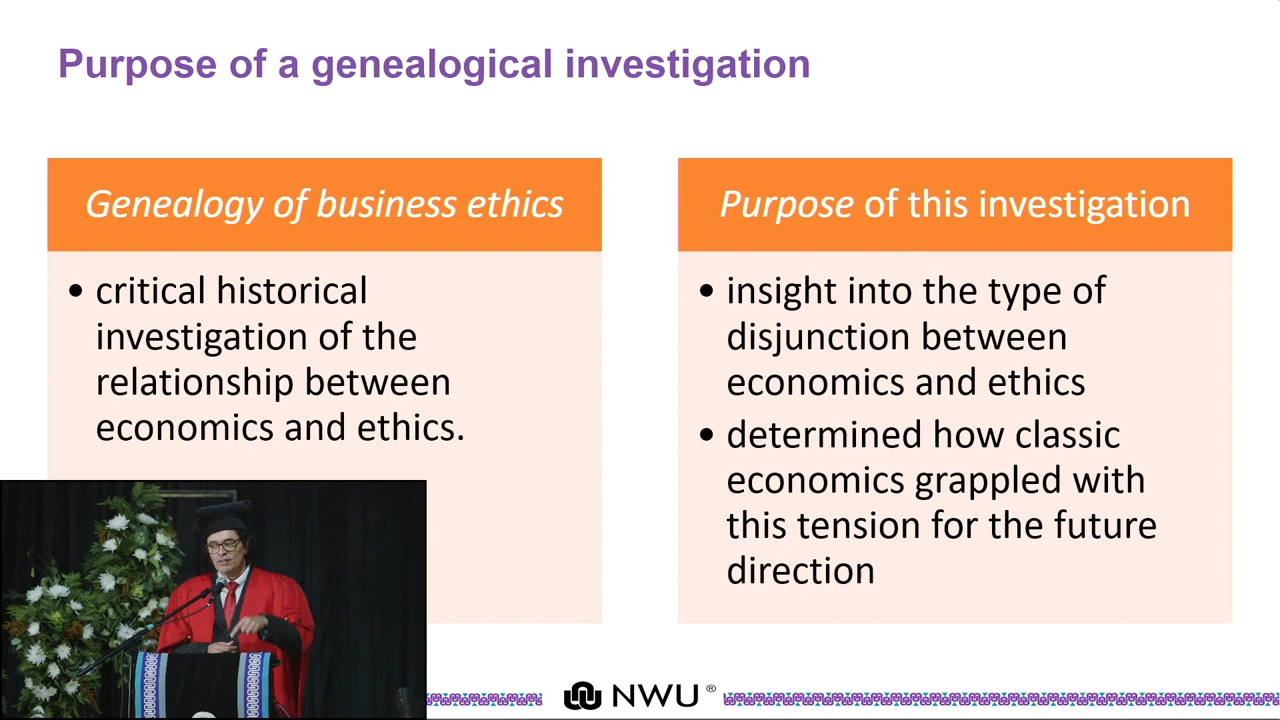 Purpose of a genealogical investigation
Genealogy of business ethics
• critical historical
investigation of the
relationship between
economics and ethics.
Purpose of this investigation
• insight into the type of
disjunction between
economics and ethics
• determined how classic
economics grappled with
this tension for the future
direction
NWU®